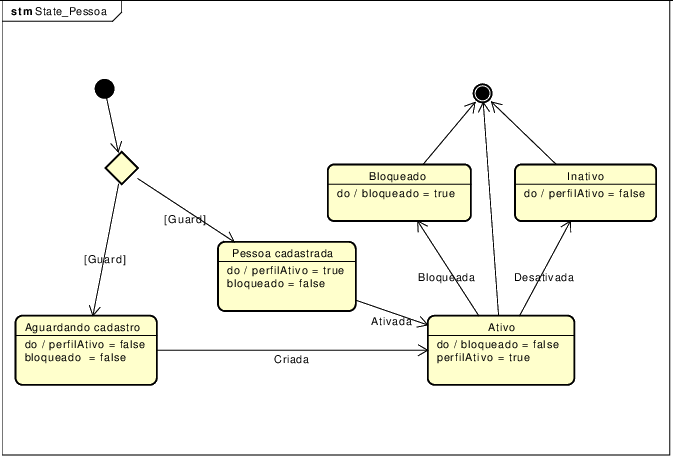 stm State_Pessoa
Bloqueado
do / bloqueado = true
Inativo
do / perfilAtivo = false
[Guard]
[Guard]
Pessoa cadastrada
do / perfilAtivo = true
bloqueado = false
Bloqueada
Desativada
Aguardando cadastro
do / perfilAtivo = false
bloqueado  = false
Ativada
Criada
Ativo
do / bloqueado = false
perfilAtivo = true